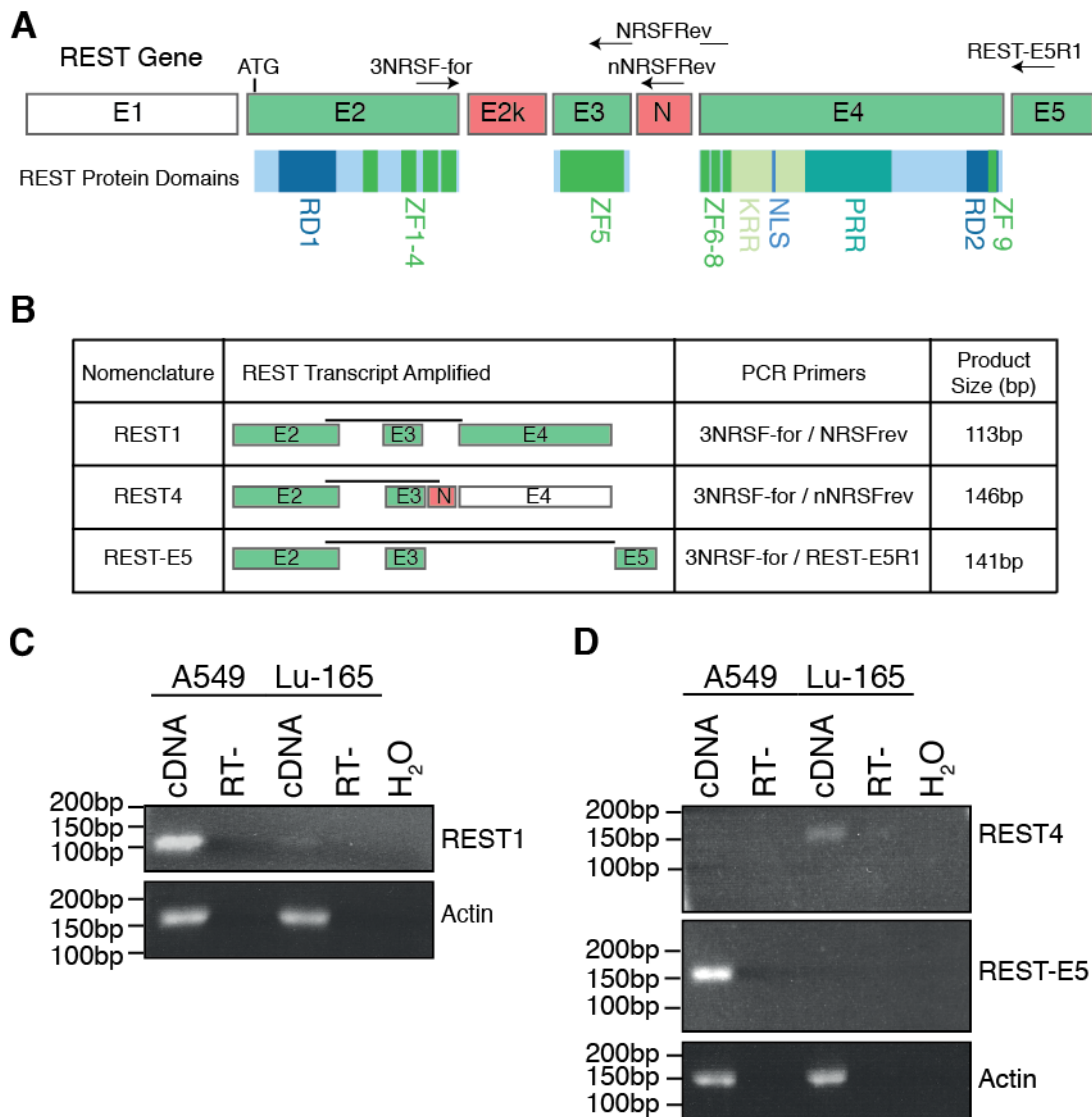 A
REST Gene
ATG
3NRSF-for
NRSFRev
nNRSFRev
REST-E5R1
E1
E2
E2k
E3
N
E4
E5
REST Protein Domains
RD1
ZF1-4
ZF5
ZF6-8
KRR
NLS
PRR
RD2
ZF 9
B
Nomenclature
REST Transcript Amplified
PCR Primers
Product
Size (bp)
REST1
E2
E3
E4
3NRSF-for / NRSFrev
113bp
REST4
E2
E3
N
E4
3NRSF-for / nNRSFrev
146bp
REST-E5
E2
E3
E5
3NRSF-for / REST-E5R1
141bp
C
A549
Lu-165
cDNA
RT-
cDNA
RT-
H2O
200bp
150bp
100bp
REST1
200bp
150bp
100bp
Actin
D
A549
Lu-165
cDNA
RT-
cDNA
RT-
H2O
200bp
150bp
100bp
REST4
200bp
150bp
100bp
REST-E5
200bp
150bp
100bp
Actin